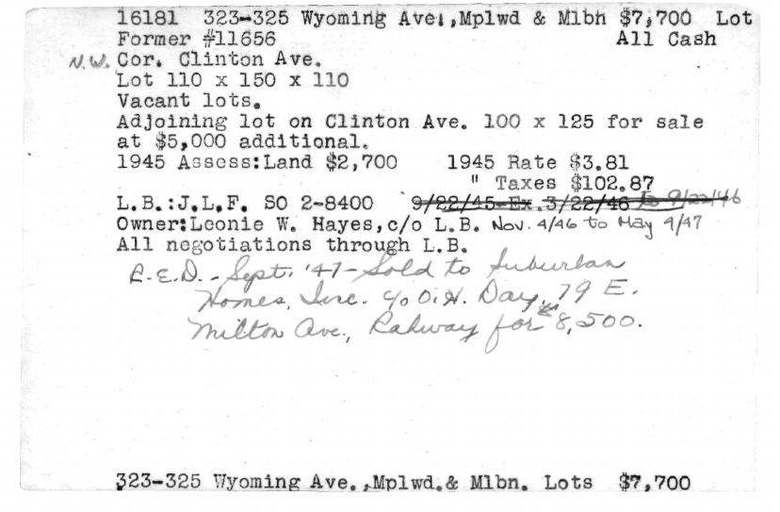 16181 323-325 Wyoming Ave.,Mplwd & Mlbn $7,700 Lot
Former #11656 All Cash
N.W. Cor. Clinton Ave.
Lot 110 x 150 x 110
Vacant lots.
Adjoining lot on Clinton Ave. 100 x 125 for sale
at $5,000 additional.
1945 Assess:Land $2,700 1945 Rate $3.81
" Taxes $102.87
L.B.:J.L.F. SO 2-8400 9/22/45-Ex.3/22/46 to 9/22/46
Owner:Leonie W. Hayes,c/o L.B. Nov. 4/46 to May 4/47
All negotiations through L.B.
R.E.D. - Sept. '47 - Sold to Suburban
Homes, Inc. c/o O.H. Day, 79 E.
Milton Ave., Rahway for $8,500.
323-325 Wyoming Ave.,Mplwd.& Mlbn. Lots $7,700